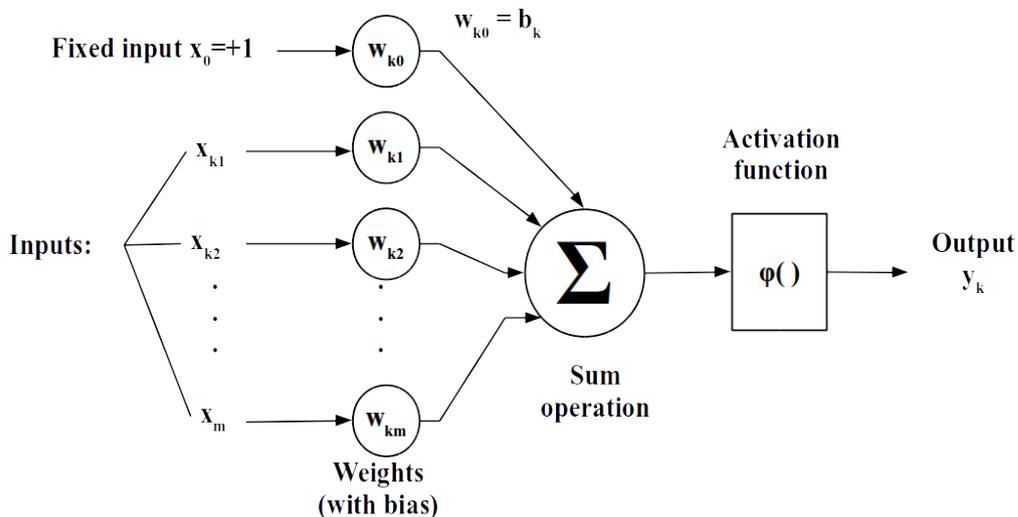 w_k0 = b_k
Fixed input x_0=+1
w_k0
x_k1
w_k1
Activation
function
Inputs:
x_k2
w_k2
Σ
φ( )
Output
y_k
Sum
operation
x_m
w_km
Weights
(with bias)